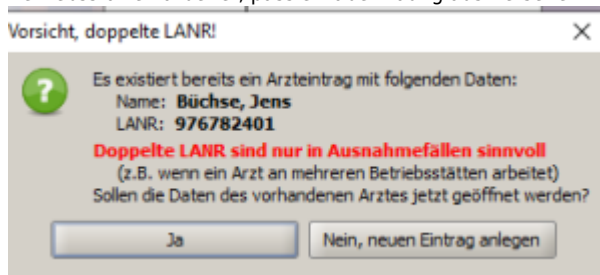 Vorsicht, doppelte LANR!
Es existiert bereits ein Arzteintrag mit folgenden Daten:
Name: Büchse, Jens
LANR: 976782401
Doppelte LANR sind nur in Ausnahmefällen sinnvoll
(z.B. wenn ein Arzt an mehreren Betriebsstätten arbeitet)
Sollen die Daten des vorhandenen Arztes jetzt geöffnet werden?
Ja
Nein, neuen Eintrag anlegen